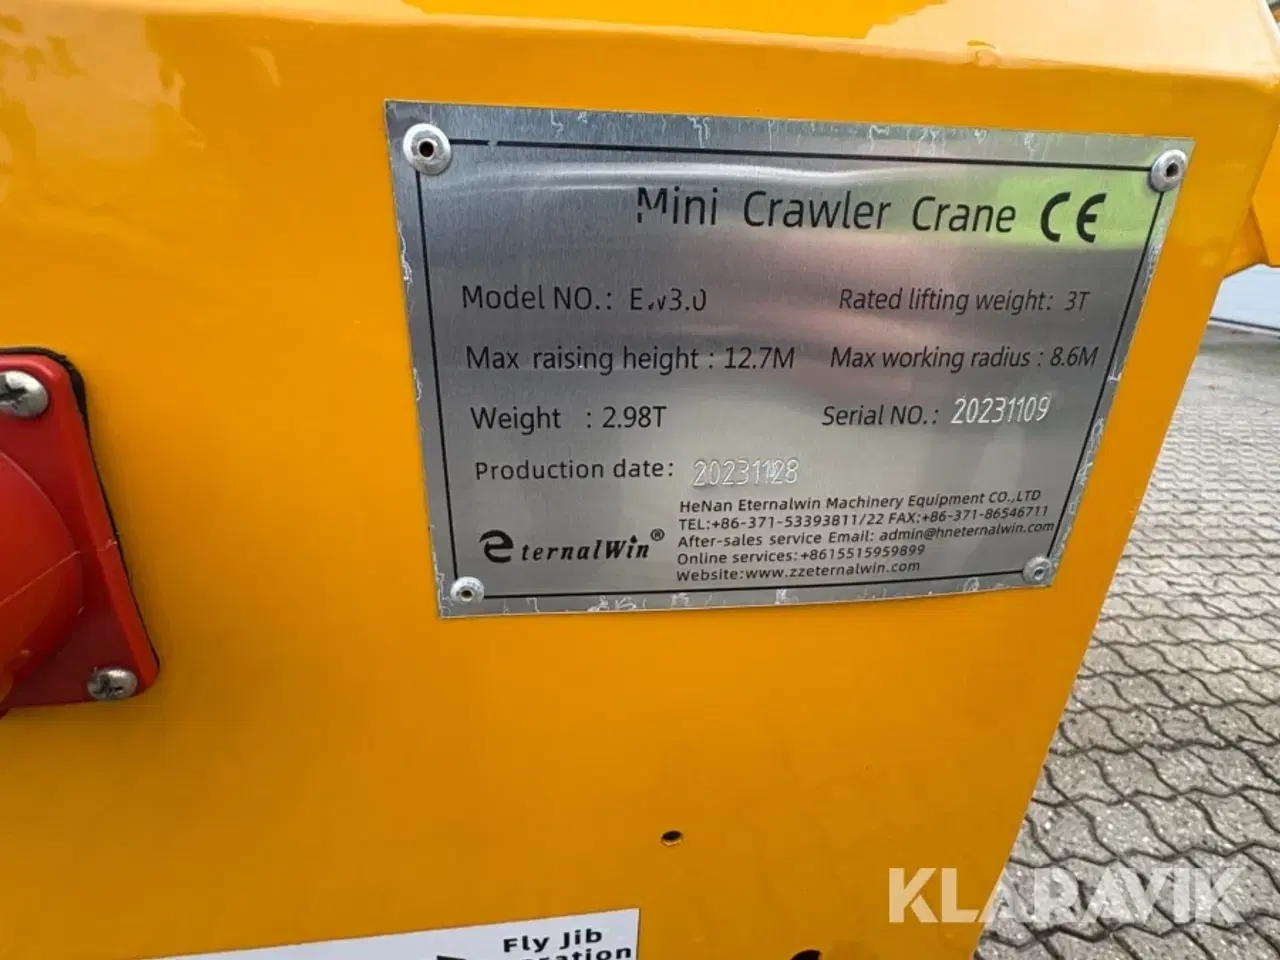 Mini Crawler Crane CE
Model NO.: EW3.0 Rated lifting weight: 3T
Max raising height : 12.7M Max working radius : 8.6M
Weight : 2.98T Serial NO.: 20231109
Production date: 20231128
eternalWin®
HeNan Eternalwin Machinery Equipment CO.,LTD
TEL:+86-371-53393811/22 FAX:+86-371-86546711
After-sales service Email: admin@hneternalwin.com
Online services:+8615515959899
Website:www.zzeternalwin.com
Fly Jib
KLARAVIK